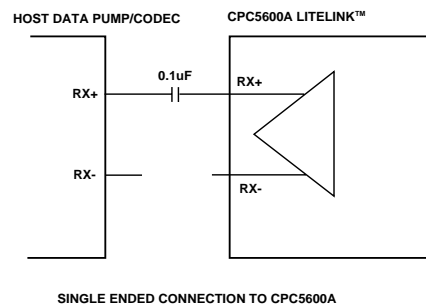 HOST DATA PUMP/CODEC
CPC5600A LITELINK™
0.1uF
RX+
RX+
RX-
RX-
SINGLE ENDED CONNECTION TO CPC5600A